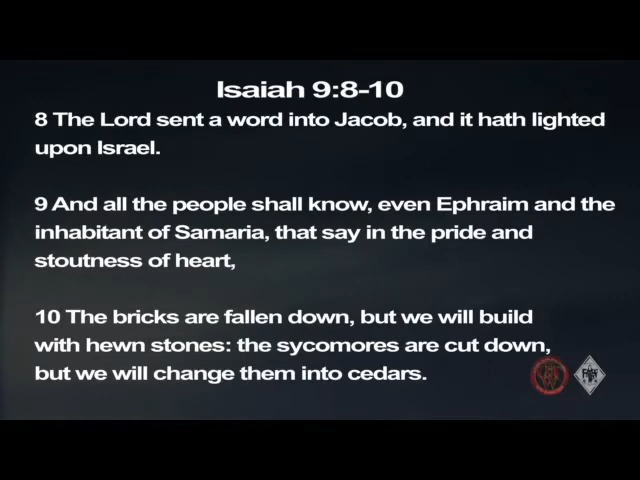 Isaiah 9:8-10
8 The Lord sent a word into Jacob, and it hath lighted
upon Israel.
9 And all the people shall know, even Ephraim and the
inhabitant of Samaria, that say in the pride and
stoutness of heart,
10 The bricks are fallen down, but we will build
with hewn stones: the sycomores are cut down,
but we will change them into cedars.